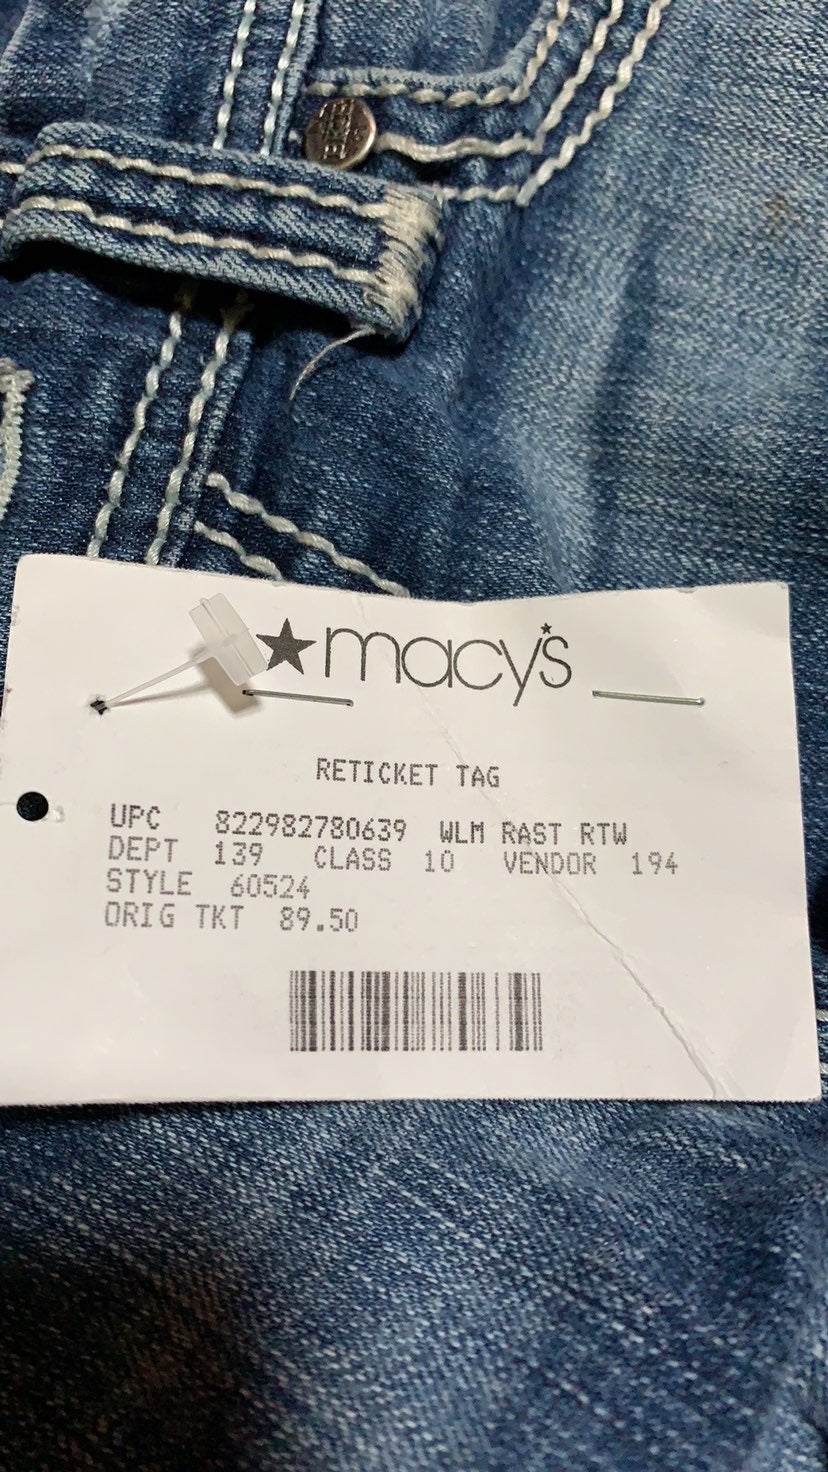 ★macy's
RETICKET TAG
UPC 822982780639 WLM RAST RTW
DEPT 139 CLASS 10 VENDOR 194
STYLE 60524
ORIG TKT 89.50